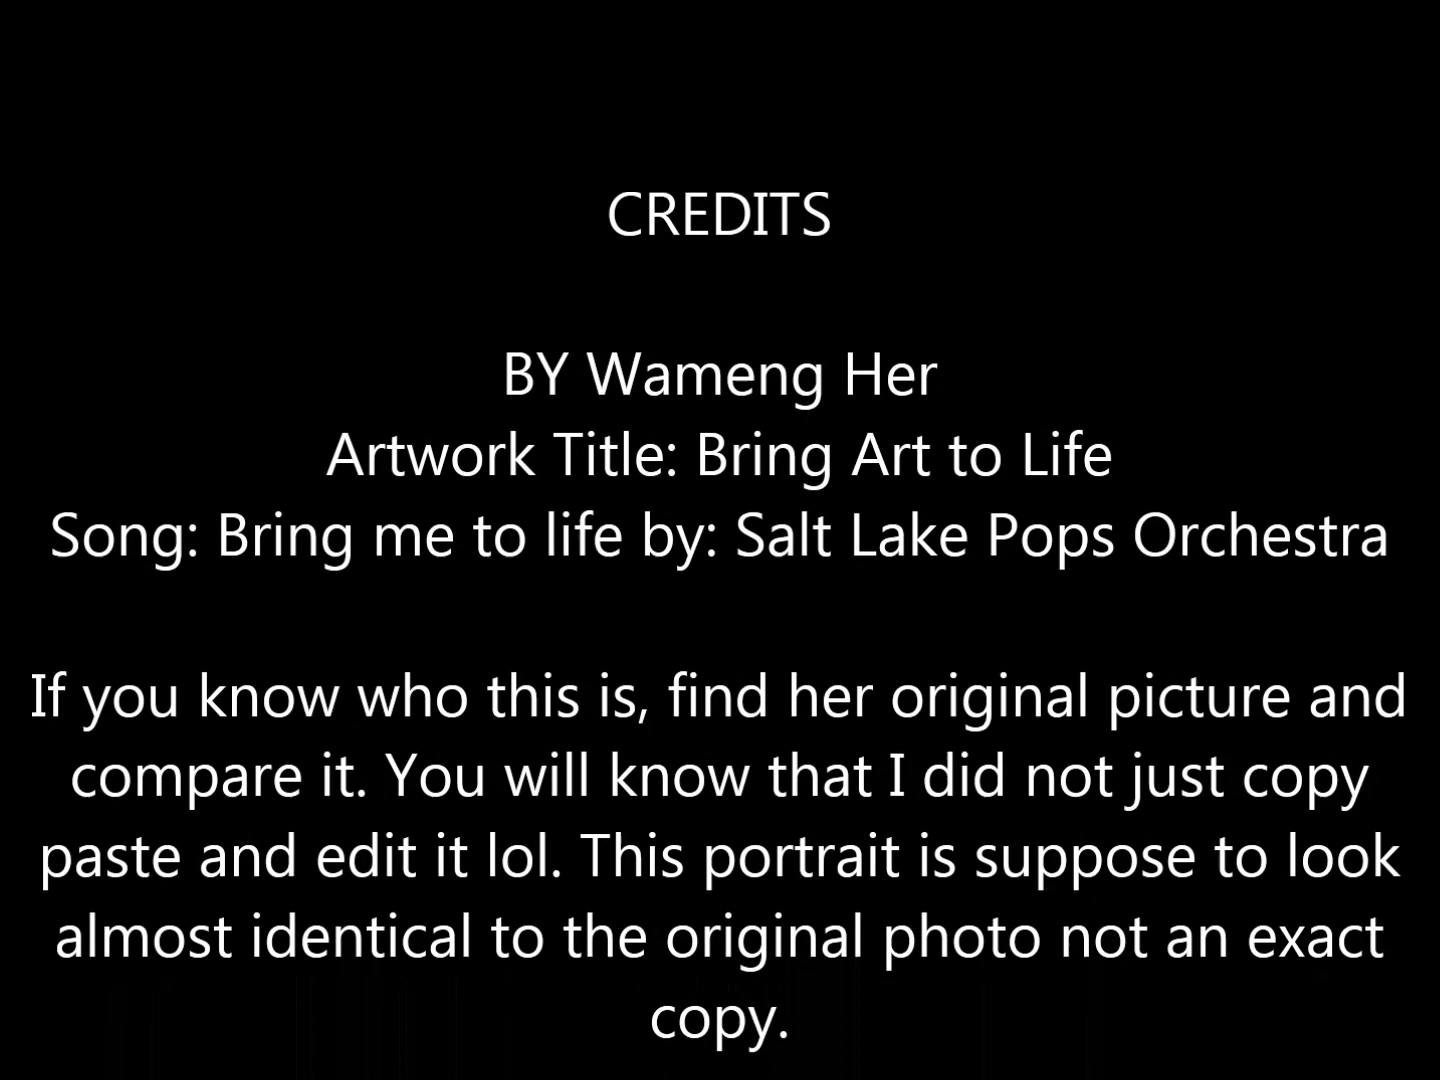 CREDITS
BY Wameng Her
Artwork Title: Bring Art to Life
Song: Bring me to life by: Salt Lake Pops Orchestra
If you know who this is, find her original picture and
compare it. You will know that I did not just copy
paste and edit it lol. This portrait is suppose to look
almost identical to the original photo not an exact
copy.